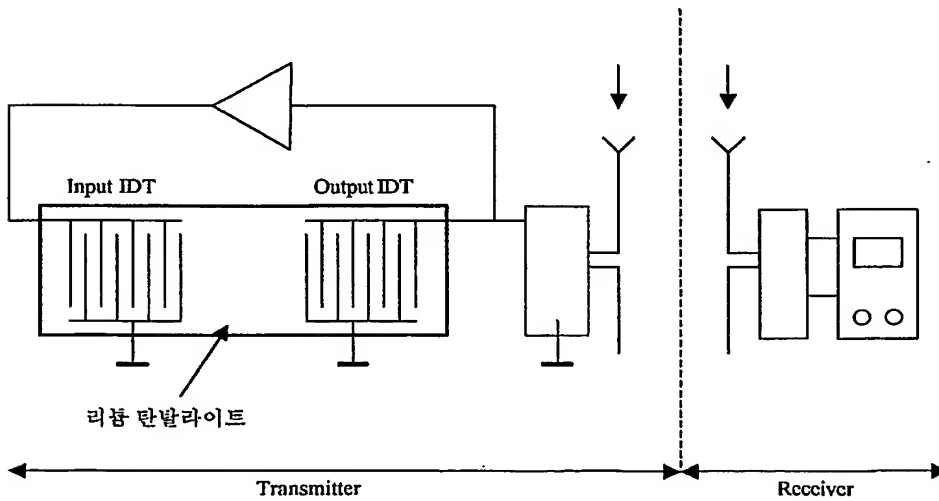 Input IDT
Output IDT
리튬 탄탈라이트
Transmitter
Receiver